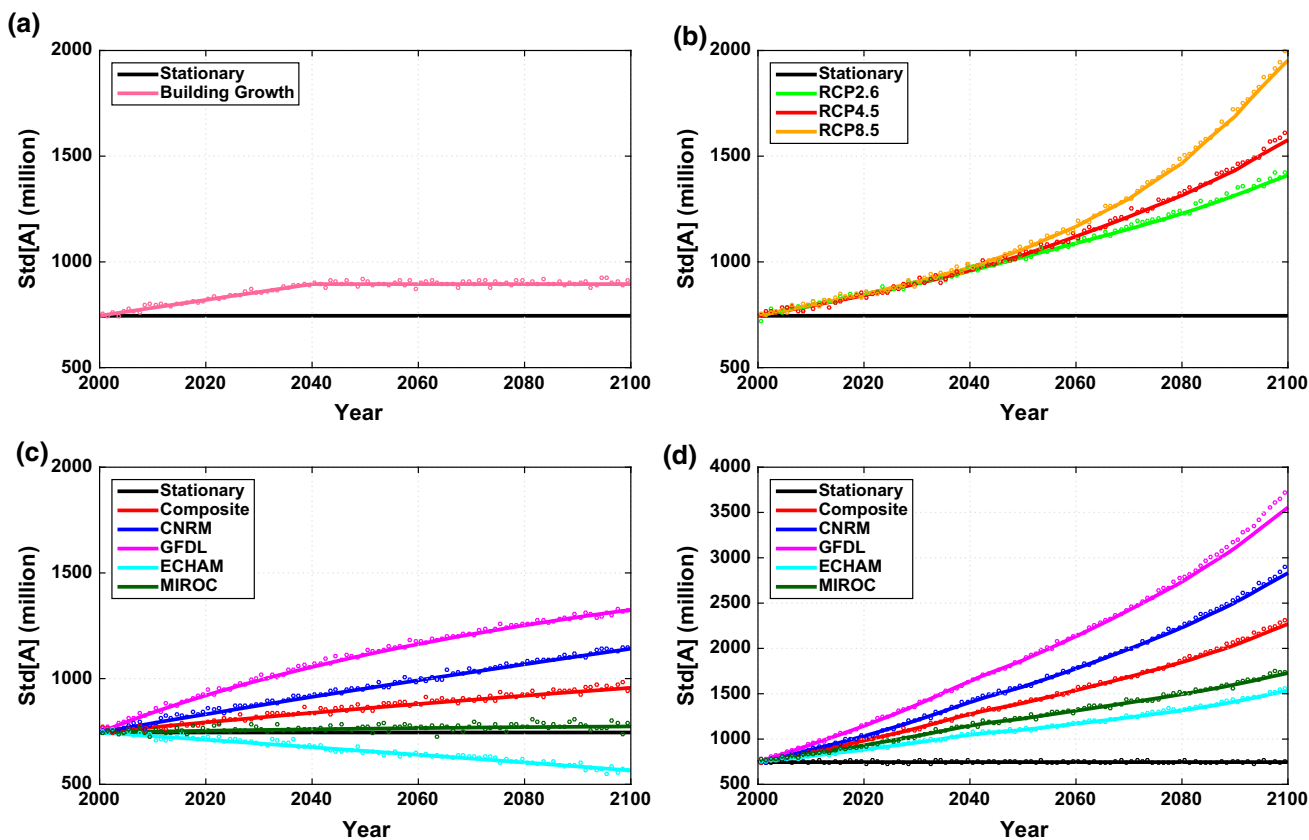 (a)
2000
1500
1000
500
Std[A] (million)
Stationary
Building Growth
2000 2020 2040 2060 2080 2100
Year
(b)
2000
1500
1000
500
Std[A] (million)
Stationary
RCP2.6
RCP4.5
RCP8.5
2000 2020 2040 2060 2080 2100
Year
(c)
2000
1500
1000
500
Std[A] (million)
Stationary
Composite
CNRM
GFDL
ECHAM
MIROC
2000 2020 2040 2060 2080 2100
Year
(d)
4000
3500
3000
2500
2000
1500
1000
500
Std[A] (million)
Stationary
Composite
CNRM
GFDL
ECHAM
MIROC
2000 2020 2040 2060 2080 2100
Year